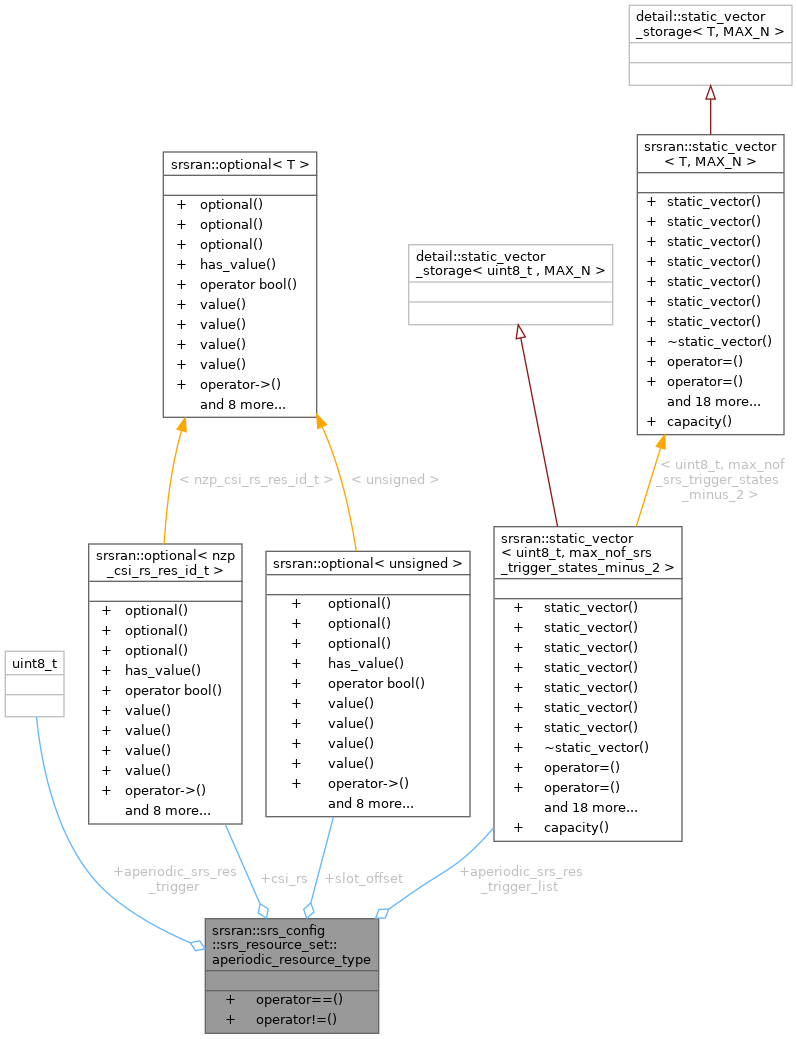 detail::static_vector
_storage< T, MAX_N >
srsran::static_vector
< T, MAX_N >
+ static_vector()
+ static_vector()
+ static_vector()
+ static_vector()
+ static_vector()
+ static_vector()
+ static_vector()
+ ~static_vector()
+ operator=()
+ operator=()
and 18 more...
+ capacity()
srsran::optional< T >
+ optional()
+ optional()
+ optional()
+ has_value()
+ operator bool()
+ value()
+ value()
+ value()
+ value()
+ operator->()
and 8 more...
detail::static_vector
_storage< uint8_t , MAX_N >
< nzp_csi_rs_res_id_t >
< unsigned >
< uint8_t, max_nof
_srs_trigger_states
_minus_2 >
srsran::optional< nzp
_csi_rs_res_id_t >
+ optional()
+ optional()
+ optional()
+ has_value()
+ operator bool()
+ value()
+ value()
+ value()
+ value()
+ operator->()
and 8 more...
srsran::optional< unsigned >
+ optional()
+ optional()
+ optional()
+ has_value()
+ operator bool()
+ value()
+ value()
+ value()
+ value()
+ operator->()
and 8 more...
srsran::static_vector
< uint8_t, max_nof_srs
_trigger_states_minus_2 >
+ static_vector()
+ static_vector()
+ static_vector()
+ static_vector()
+ static_vector()
+ static_vector()
+ static_vector()
+ ~static_vector()
+ operator=()
+ operator=()
and 18 more...
+ capacity()
uint8_t
+aperiodic_srs_res
_trigger
+csi_rs
+slot_offset
+aperiodic_srs_res
_trigger_list
srsran::srs_config
::srs_resource_set::
aperiodic_resource_type
+ operator==()
+ operator!=()